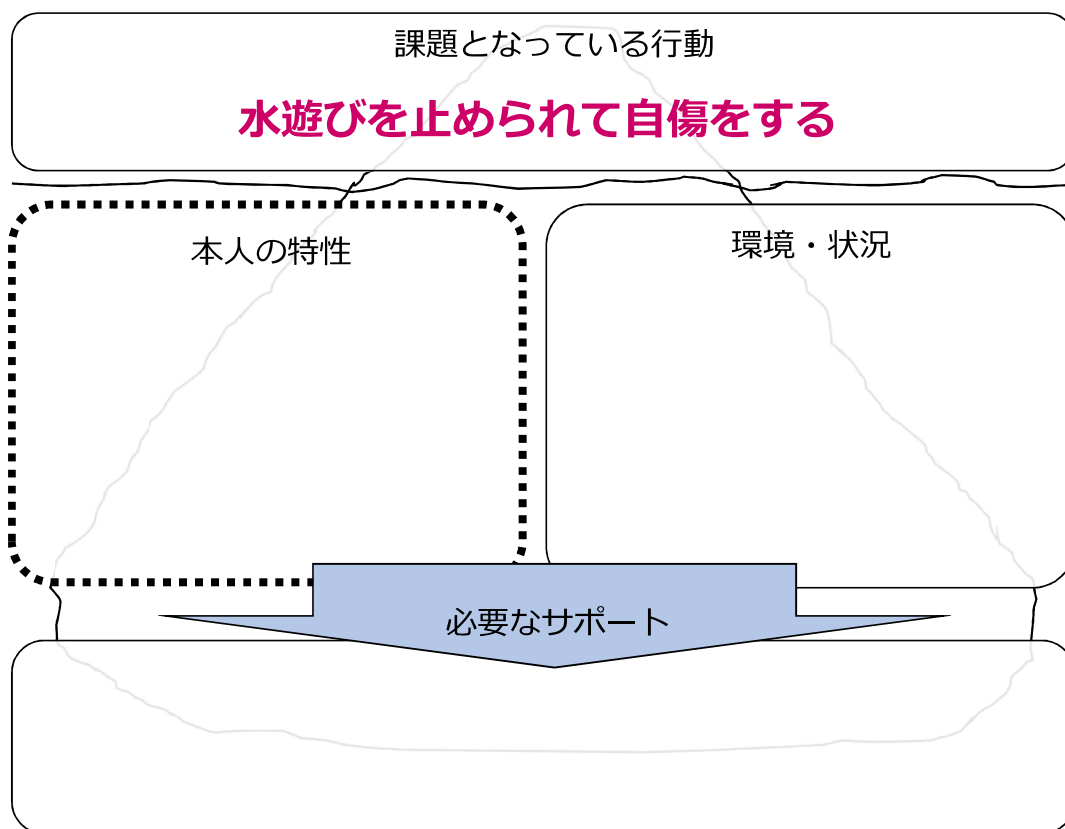 課題となっている行動
水遊びを止められて自傷をする
本人の特性
環境・状況
必要なサポート